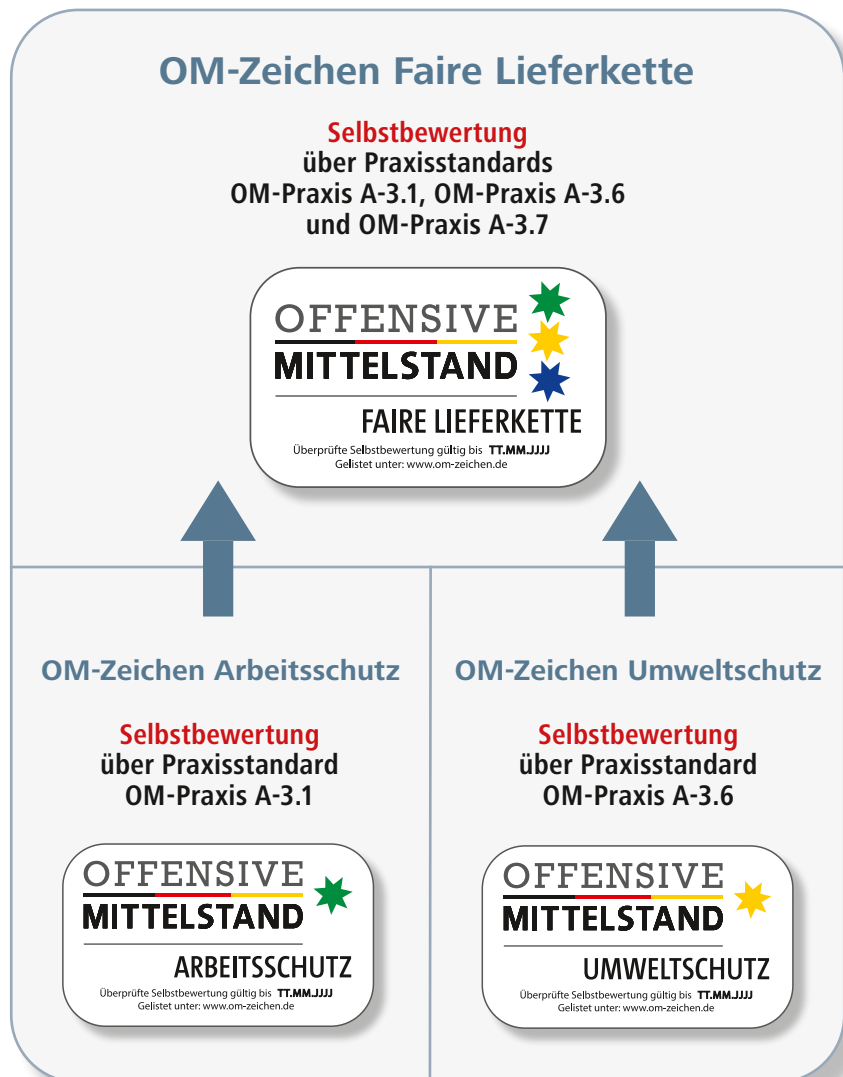 OM-Zeichen Faire Lieferkette
Selbstbewertung
über Praxisstandards
OM-Praxis A-3.1, OM-Praxis A-3.6
und OM-Praxis A-3.7
OFFENSIVE
MITTELSTAND
FAIRE LIEFERKETTE
Überprüfte Selbstbewertung gültig bis TT.MM.JJJJ
Gelistet unter: www.om-zeichen.de
OM-Zeichen Arbeitsschutz
Selbstbewertung
über Praxisstandard
OM-Praxis A-3.1
OFFENSIVE
MITTELSTAND
ARBEITSSCHUTZ
Überprüfte Selbstbewertung gültig bis TT.MM.JJJJ
Gelistet unter: www.om-zeichen.de
OM-Zeichen Umweltschutz
Selbstbewertung
über Praxisstandard
OM-Praxis A-3.6
OFFENSIVE
MITTELSTAND
UMWELTSCHUTZ
Überprüfte Selbstbewertung gültig bis TT.MM.JJJJ
Gelistet unter: www.om-zeichen.de